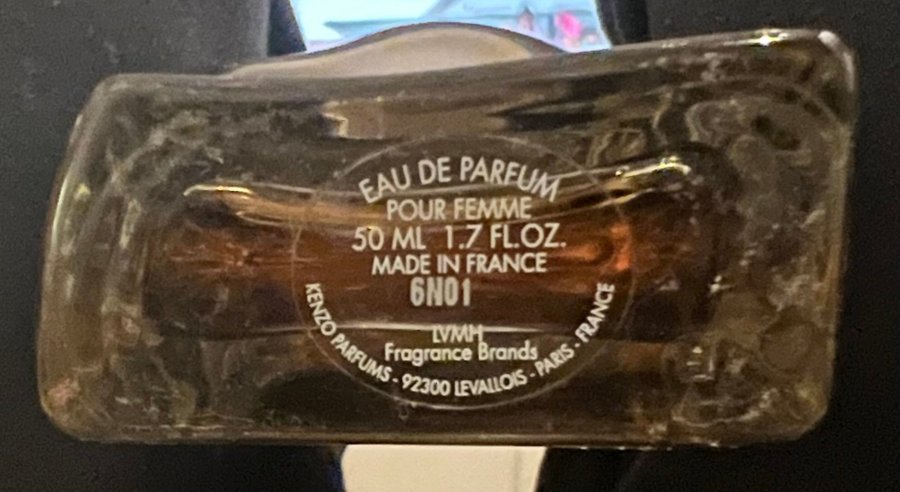 EAU DE PARFUM
POUR FEMME
50 ML 1.7 FL.OZ.
MADE IN FRANCE
6N01
LVMH
Fragrance Brands
KENZO PARFUMS - 92300 LEVALLOIS - PARIS - FRANCE